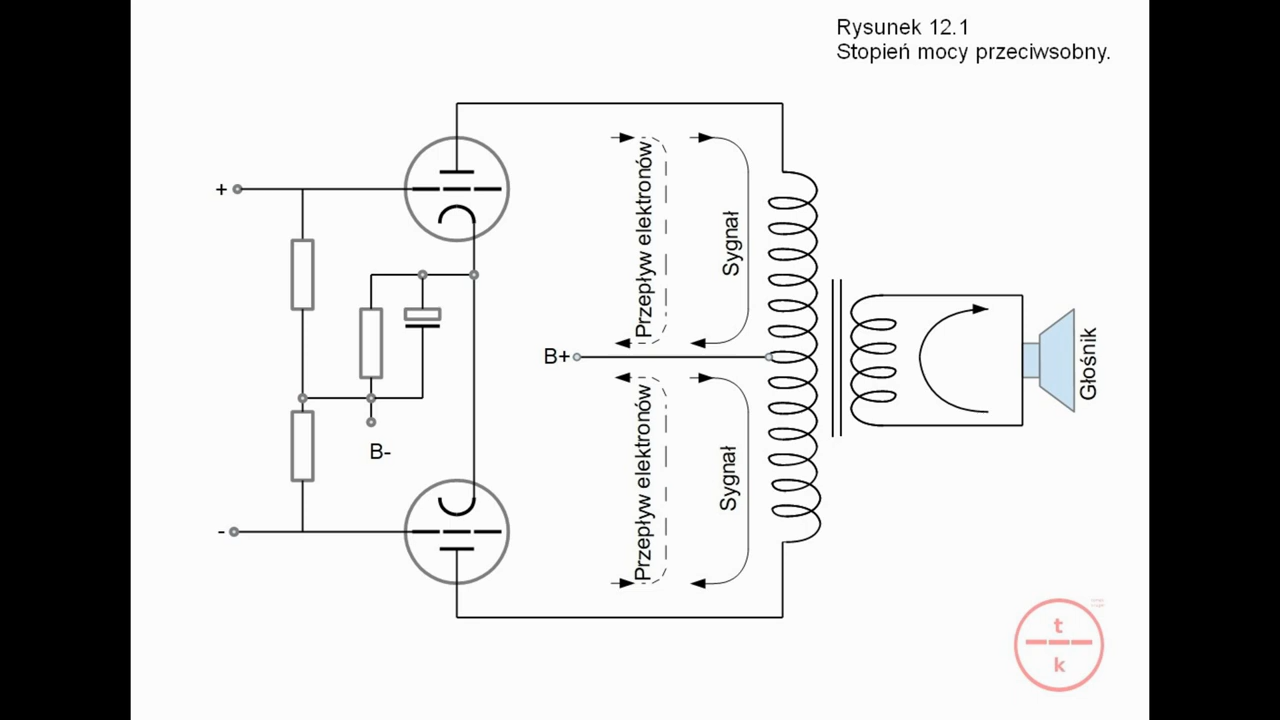 Rysunek 12.1
Stopień mocy przeciwsobny.
+
Przepływ elektronów
Sygnał
B+
Głośnik
B-
-
Przepływ elektronów
Sygnał
t
k